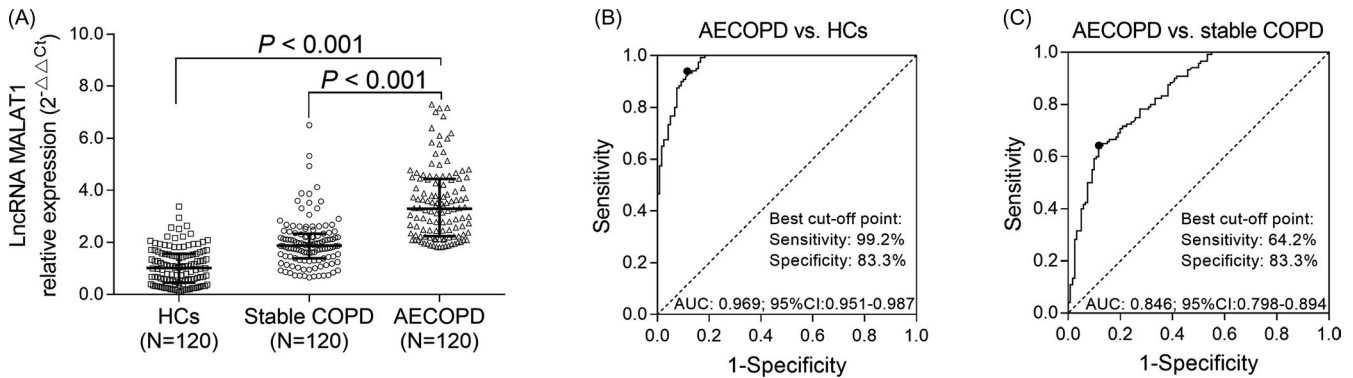 (A)
LncRNA MALAT1
relative expression (2^-△△Ct)
10.0
8.0
6.0
4.0
2.0
0.0
P < 0.001
P < 0.001
HCs
(N=120)
Stable COPD
(N=120)
AECOPD
(N=120)
(B)
AECOPD vs. HCs
Sensitivity
1.0
0.8
0.6
0.4
0.2
0.0
Best cut-off point:
Sensitivity: 99.2%
Specificity: 83.3%
AUC: 0.969; 95%CI:0.951-0.987
0.0 0.2 0.4 0.6 0.8 1.0
1-Specificity
(C)
AECOPD vs. stable COPD
Sensitivity
1.0
0.8
0.6
0.4
0.2
0.0
Best cut-off point:
Sensitivity: 64.2%
Specificity: 83.3%
AUC: 0.846; 95%CI:0.798-0.894
0.0 0.2 0.4 0.6 0.8 1.0
1-Specificity